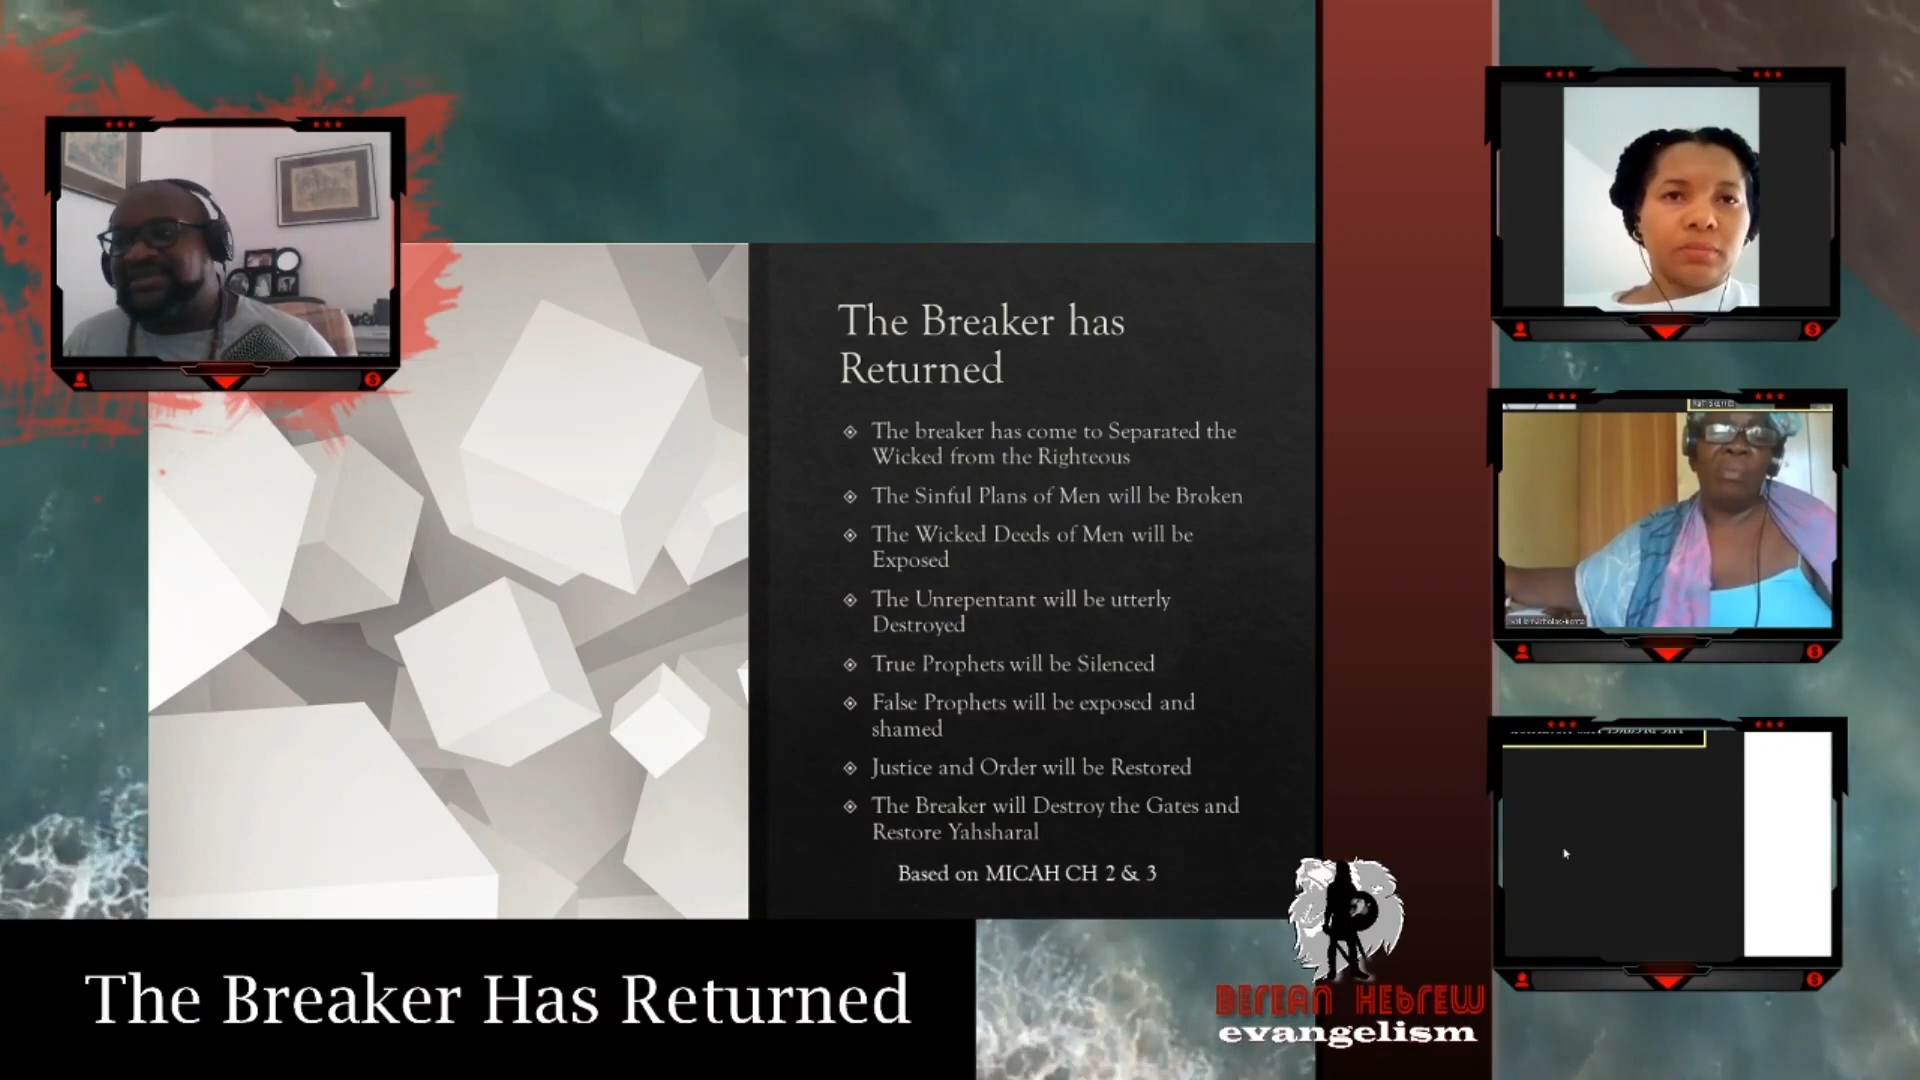 The Breaker has
Returned
The breaker has come to Separated the
Wicked from the Righteous
The Sinful Plans of Men will be Broken
The Wicked Deeds of Men will be
Exposed
The Unrepentant will be utterly
Destroyed
True Prophets will be Silenced
False Prophets will be exposed and
shamed
Justice and Order will be Restored
The Breaker will Destroy the Gates and
Restore Yahsharal
Based on MICAH CH 2 & 3
The Breaker Has Returned
BEREAN HEBREW
evangelism